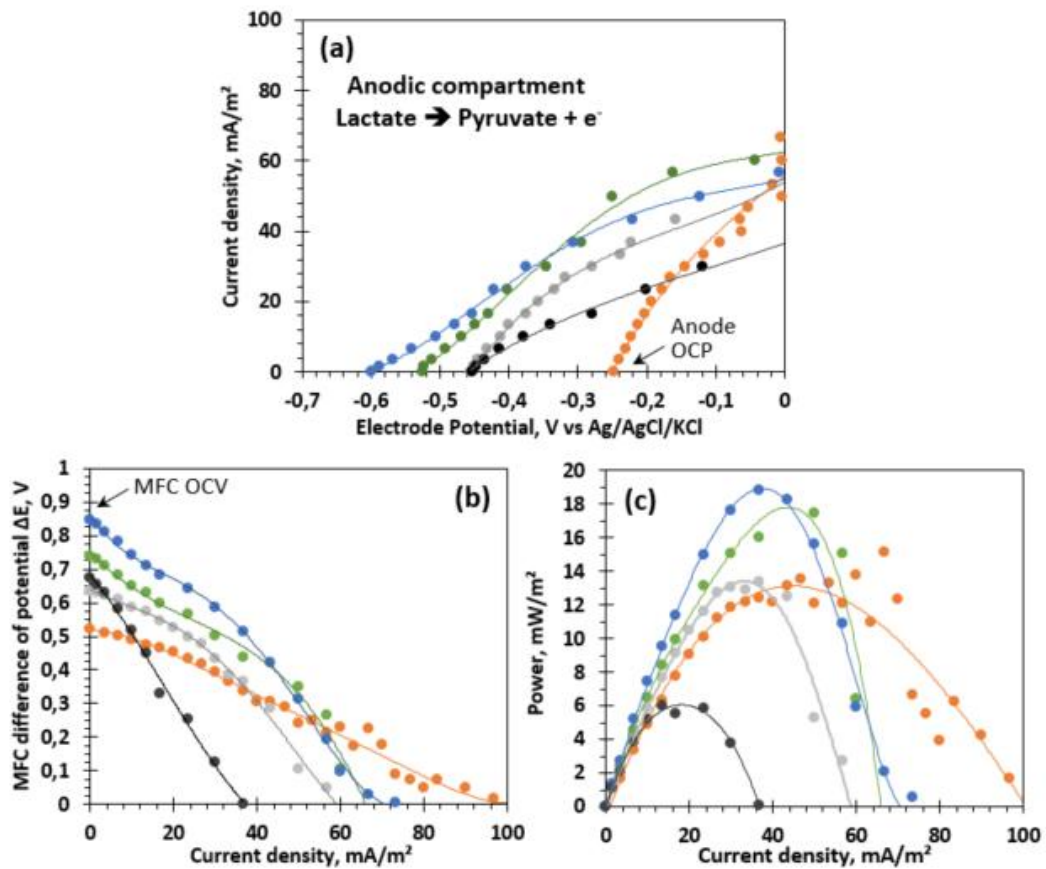 (a)
Anodic compartment
Lactate ➔ Pyruvate + e⁻
Current density, mA/m²
100
80
60
40
20
0
Anode
OCP
-0,7 -0,6 -0,5 -0,4 -0,3 -0,2 -0,1 0
Electrode Potential, V vs Ag/AgCl/KCl
(b)
MFC OCV
MFC difference of potential ΔE, V
1
0,9
0,8
0,7
0,6
0,5
0,4
0,3
0,2
0,1
0
0 20 40 60 80 100
Current density, mA/m²
(c)
Power, mW/m²
20
18
16
14
12
10
8
6
4
2
0
0 20 40 60 80 100
Current density, mA/m²